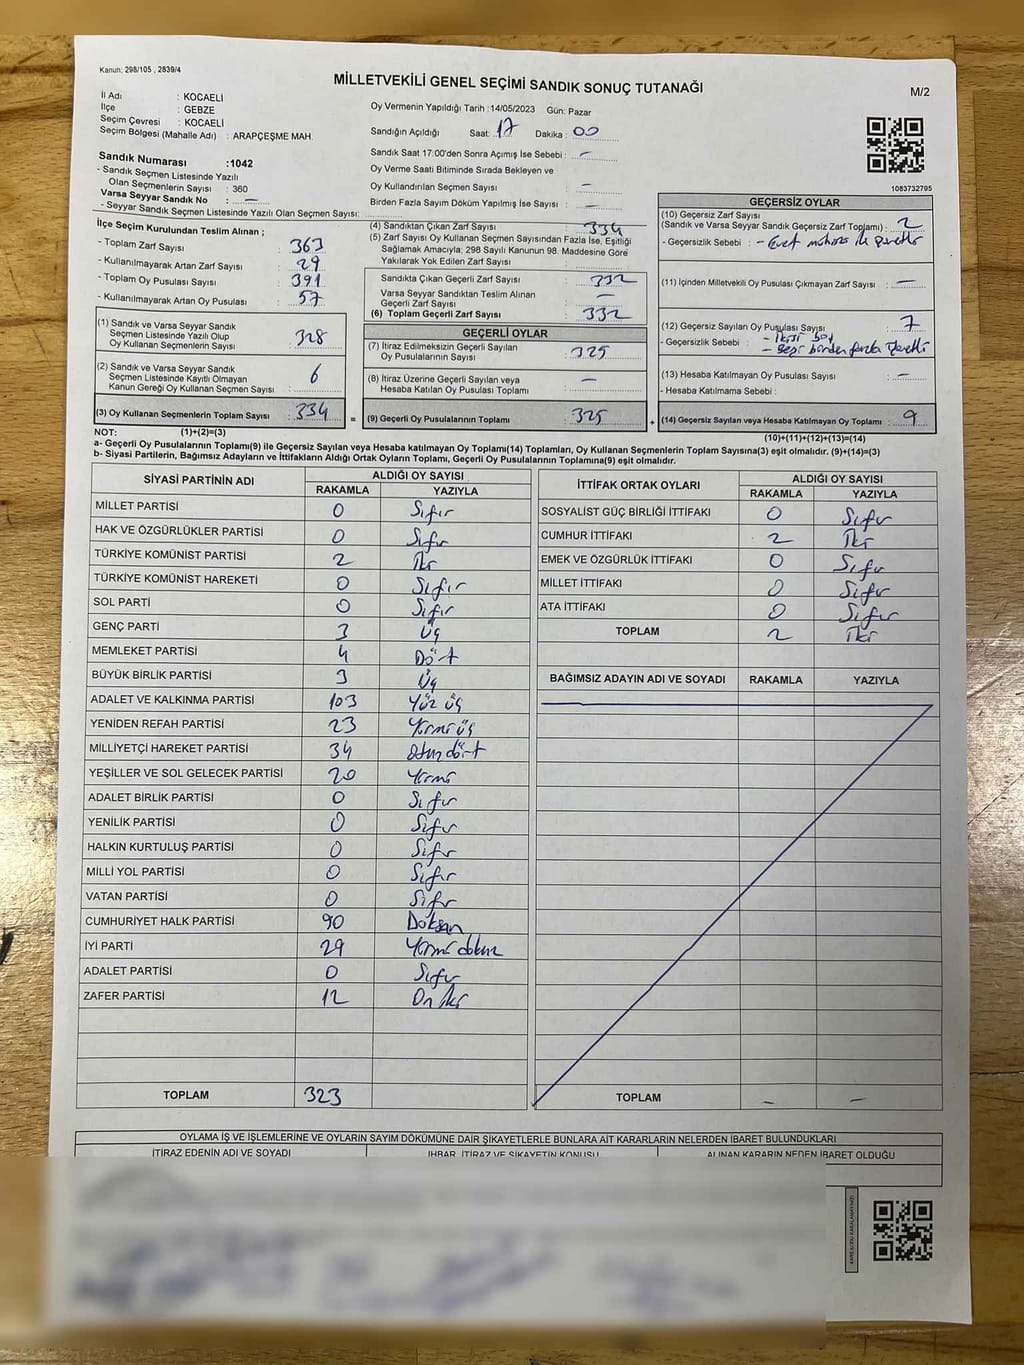 Kanun; 298/105 , 2839/4
MİLLETVEKİLİ GENEL SEÇİMİ SANDIK SONUÇ TUTANAĞI
M/2
İl Adı : KOCAELİ
İlçe : GEBZE
Seçim Çevresi : KOCAELİ
Seçim Bölgesi (Mahalle Adı) : ARAPÇEŞME MAH
Sandık Numarası :1042
- Sandık Seçmen Listesinde Yazılı
Olan Seçmenlerin Sayısı : 360
Varsa Seyyar Sandık No : —
- Seyyar Sandık Seçmen Listesinde Yazılı Olan Seçmen Sayısı:
Oy Vermenin Yapıldığı Tarih :14/05/2023 Gün: Pazar
Sandığın Açıldığı Saat: 17 Dakika : 00
Sandık Saat 17:00'den Sonra Açımış İse Sebebi : —
Oy Verme Saati Bitiminde Sırada Bekleyen ve
Oy Kullandırılan Seçmen Sayısı : —
Birden Fazla Sayım Döküm Yapılmış İse Sayısı : —
1083732795
İlçe Seçim Kurulundan Teslim Alınan ;
- Toplam Zarf Sayısı : 363
- Kullanılmayarak Artan Zarf Sayısı : 29
- Toplam Oy Pusulası Sayısı : 391
- Kullanılmayarak Artan Oy Pusulası : 57
(1) Sandık ve Varsa Seyyar Sandık
Seçmen Listesinde Yazılı Olup
Oy Kullanan Seçmenlerin Sayısı : 328
(2) Sandık ve Varsa Seyyar Sandık
Seçmen Listesinde Kayıtlı Olmayan
Kanun Gereği Oy Kullanan Seçmen Sayısı : 6
(3) Oy Kullanan Seçmenlerin Toplam Sayısı : 334
(4) Sandıktan Çıkan Zarf Sayısı : 334
(5) Zarf Sayısı Oy Kullanan Seçmen Sayısından Fazla İse, Eşitliği
Sağlamak Amacıyla; 298 Sayılı Kanunun 98. Maddesine Göre
Yakılarak Yok Edilen Zarf Sayısı :
Sandıkta Çıkan Geçerli Zarf Sayısı : 332
Varsa Seyyar Sandıktan Teslim Alınan
Geçerli Zarf Sayısı : —
(6) Toplam Geçerli Zarf Sayısı : 332
GEÇERLİ OYLAR
(7) İtiraz Edilmeksizin Geçerli Sayılan
Oy Pusulalarının Sayısı : 325
(8) İtiraz Üzerine Geçerli Sayılan veya
Hesaba Katılan Oy Pusulalarının Sayısı : —
= (9) Geçerli Oy Pusulalarının Toplamı : 325
GEÇERSİZ OYLAR
(10) Geçersiz Zarf Sayısı
(Sandık ve Varsa Seyyar Sandık Geçersiz Zarf Toplamı) : 2
- Geçersizlik Sebebi : - Evet mührü ile
(11) İçinden Milletvekili Oy Pusulası Çıkmayan Zarf Sayısı : —
(12) Geçersiz Sayılan Oy Pusulası Sayısı : 7
- Geçersizlik Sebebi : - İkisi boş
- Beşi birden fazla
(13) Hesaba Katılmayan Oy Pusulası Sayısı : —
- Hesaba Katılmama Sebebi :
+ (14) Geçersiz Sayılan veya Hesaba Katılmayan Oy Toplamı : 9
NOT: (1)+(2)=(3)
(10)+(11)+(12)+(13)=(14)
a- Geçerli Oy Pusulalarının Toplamı(9) ile Geçersiz Sayılan veya Hesaba katılmayan Oy Toplamı(14) Toplamları, Oy Kullanan Seçmenlerin Toplam Sayısına(3) eşit olmalıdır. (9)+(14)=(3)
b- Siyasi Partilerin, Bağımsız Adayların ve İttifakların Aldığı Ortak Oyların Toplamı, Geçerli Oy Pusulalarının Toplamına(9) eşit olmalıdır.
SİYASİ PARTİNİN ADI ALDIĞI OY SAYISI
RAKAMLA YAZIYLA
MİLLET PARTİSİ 0 Sıfır
HAK VE ÖZGÜRLÜKLER PARTİSİ 0 Sıfır
TÜRKİYE KOMÜNİST PARTİSİ 2 İki
TÜRKİYE KOMÜNİST HAREKETİ 0 Sıfır
SOL PARTİ 0 Sıfır
GENÇ PARTİ 3 Üç
MEMLEKET PARTİSİ 4 Dört
BÜYÜK BİRLİK PARTİSİ 3 Üç
ADALET VE KALKINMA PARTİSİ 103 Yüz üç
YENİDEN REFAH PARTİSİ 23 Yirmi üç
MİLLİYETÇİ HAREKET PARTİSİ 34 Otuz dört
YEŞİLLER VE SOL GELECEK PARTİSİ 20 Yirmi
ADALET BİRLİK PARTİSİ 0 Sıfır
YENİLİK PARTİSİ 0 Sıfır
HALKIN KURTULUŞ PARTİSİ 0 Sıfır
MİLLİ YOL PARTİSİ 0 Sıfır
VATAN PARTİSİ 0 Sıfır
CUMHURİYET HALK PARTİSİ 90 Doksan
İYİ PARTİ 29 Yirmi dokuz
ADALET PARTİSİ 0 Sıfır
ZAFER PARTİSİ 12 On iki
TOPLAM 323
İTTİFAK ORTAK OYLARI ALDIĞI OY SAYISI
RAKAMLA YAZIYLA
SOSYALİST GÜÇ BİRLİĞİ İTTİFAKI 0 Sıfır
CUMHUR İTTİFAKI 2 İki
EMEK VE ÖZGÜRLÜK İTTİFAKI 0 Sıfır
MİLLET İTTİFAKI 0 Sıfır
ATA İTTİFAKI 0 Sıfır
TOPLAM 2 İki
BAĞIMSIZ ADAYIN ADI VE SOYADI RAKAMLA YAZIYLA
TOPLAM — —
OYLAMA İŞ VE İŞLEMLERİNE VE OYLARIN SAYIM DÖKÜMÜNE DAİR ŞİKAYETLERLE BUNLARA AİT KARARLARIN NELERDEN İBARET BULUNDUKLARI
İTİRAZ EDENİN ADI VE SOYADI İHBAR, İTİRAZ VE ŞİKAYETİN KONUSU ALINAN KARARIN NEDEN İBARET OLDUĞU
KARE KODU KARALAMAYINIZ!